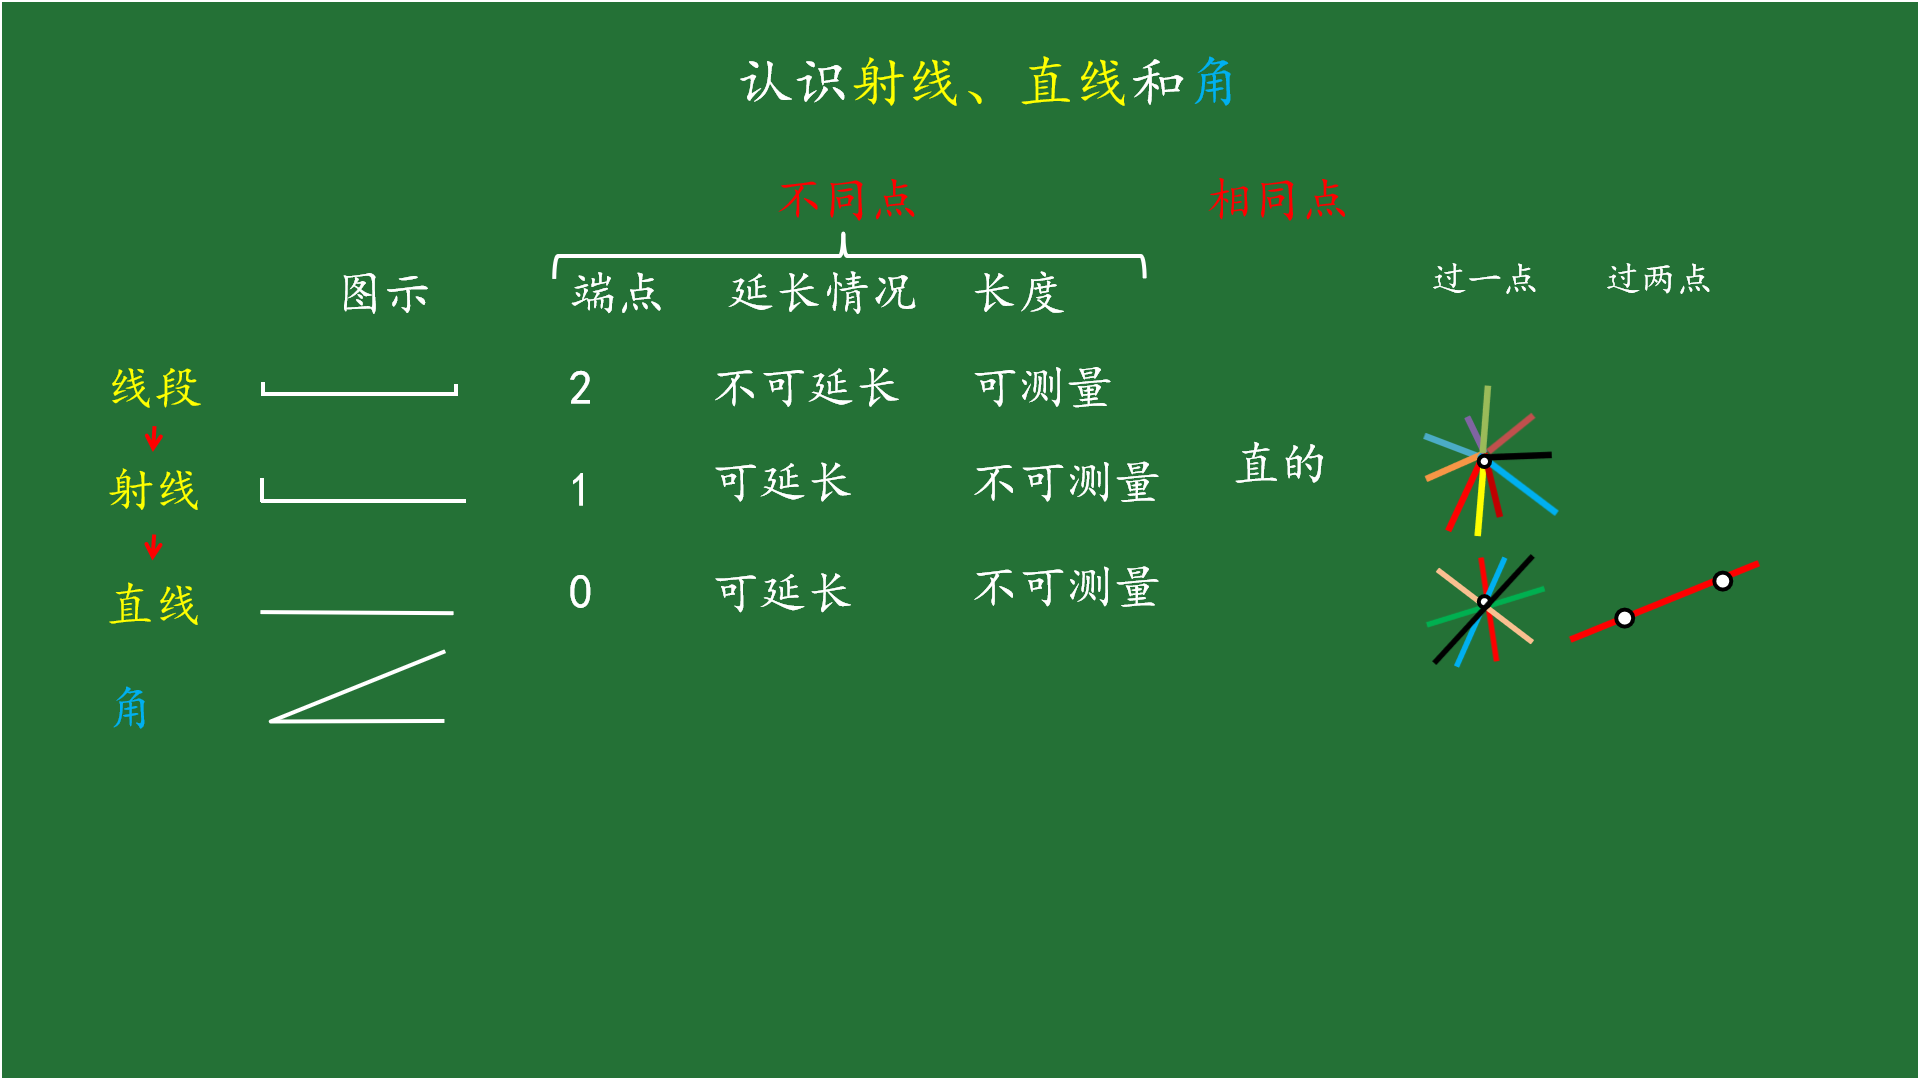 认识射线、直线和角
不同点 相同点
图示 端点 延长情况 长度 过一点 过两点
线段 2 不可延长 可测量
射线 1 可延长 不可测量 直的
直线 0 可延长 不可测量
角